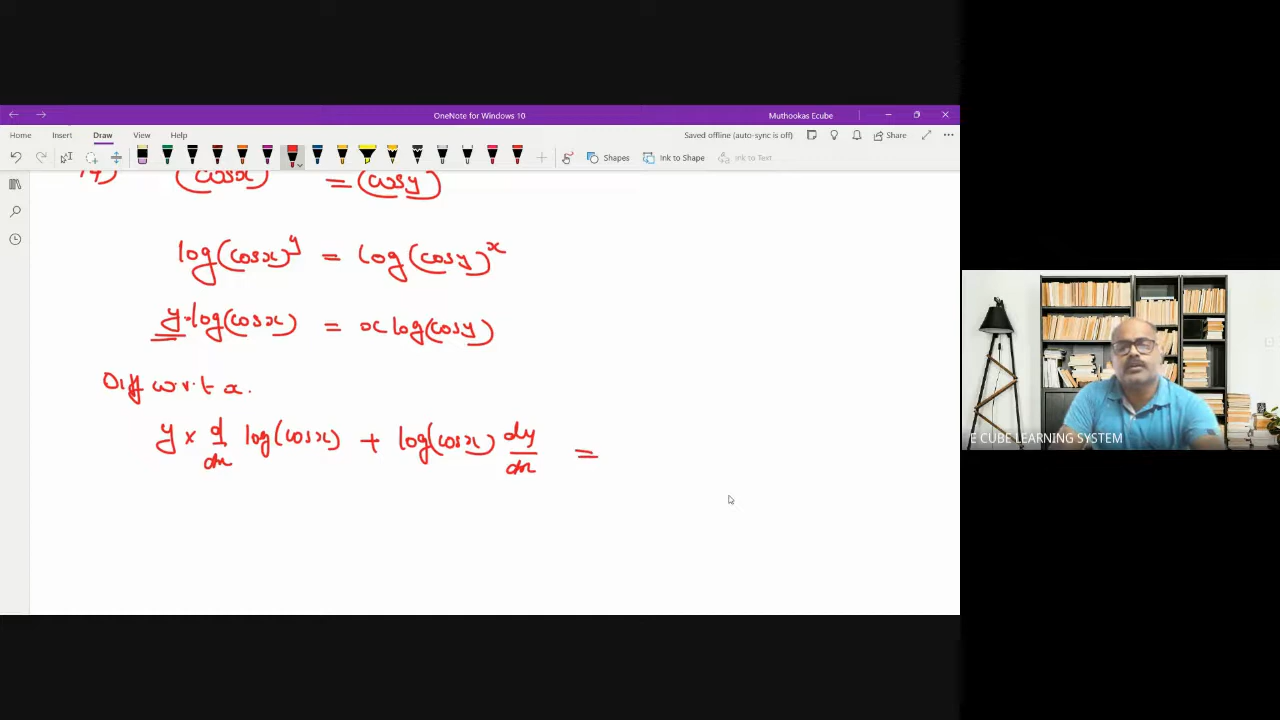 OneNote for Windows 10
Muthookas Ecube
Home Insert Draw View Help
Saved offline (auto-sync is off)
Share
Shapes
Ink to Shape
Ink to Text
(cosx) = (cosy)
log(cosx)^y = log(cosy)^x
y·log(cosx) = x log(cosy)
Diff w.r.t x.
y × d/dx log(cosx) + log(cosx) dy/dx =
E CUBE LEARNING SYSTEM